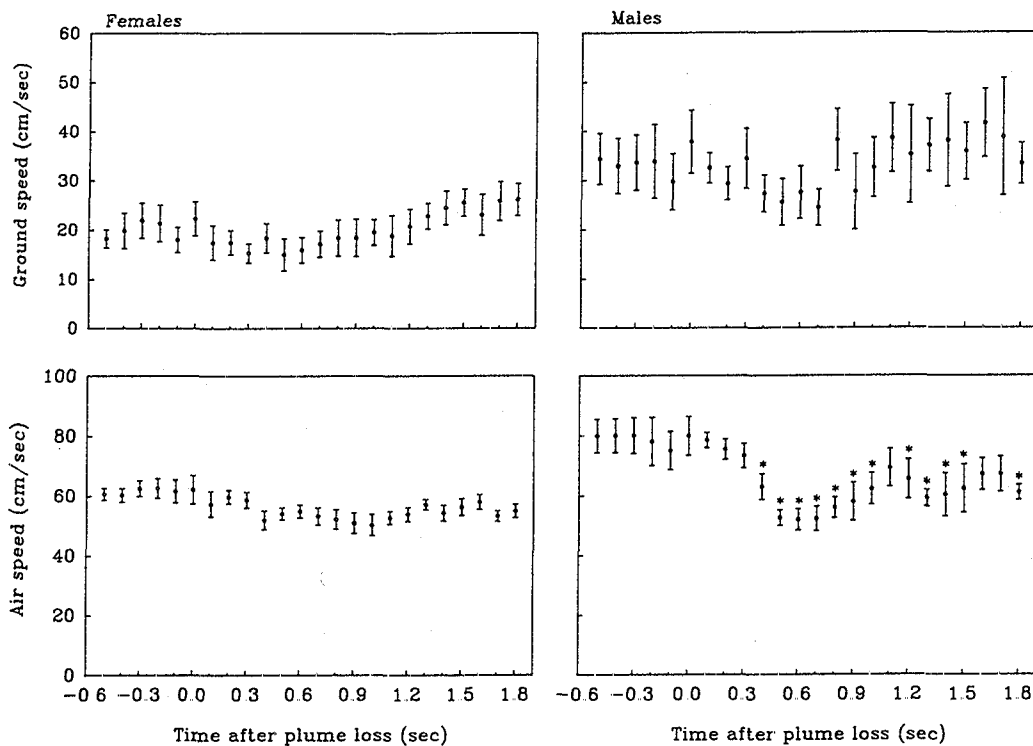 Females
Males
Ground speed (cm/sec)
60
50
40
30
20
10
0
Air speed (cm/sec)
100
80
60
40
20
0
* * * * * * * * * * * *
-0.6 -0.3 0.0 0.3 0.6 0.9 1.2 1.5 1.8
-0.6 -0.3 0.0 0.3 0.6 0.9 1.2 1.5 1.8
Time after plume loss (sec)
Time after plume loss (sec)